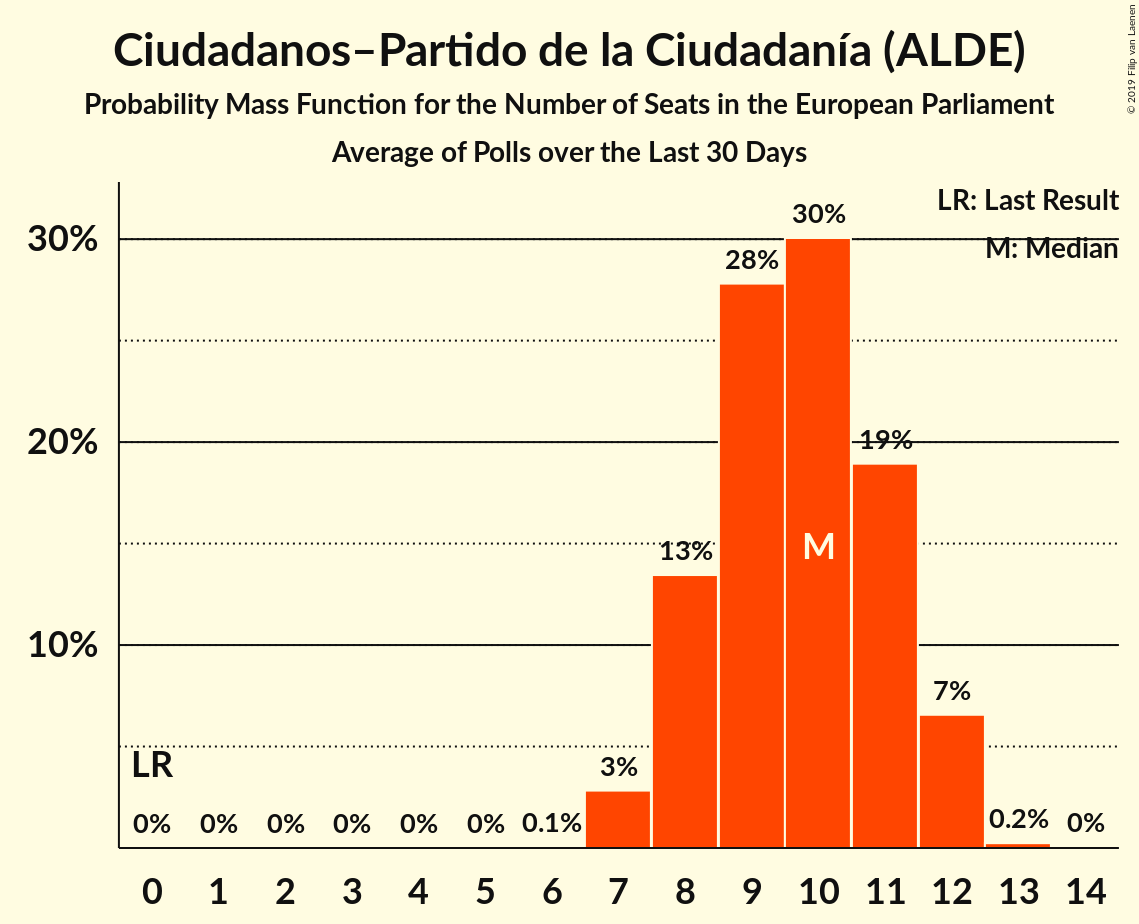 Ciudadanos–Partido de la Ciudadanía (ALDE)
Probability Mass Function for the Number of Seats in the European Parliament
Average of Polls over the Last 30 Days
© 2019 Filip van Laenen
LR: Last Result
M: Median
30%
20%
10%
30%
28%
19%
13%
M
7%
LR
3%
0% 0% 0% 0% 0% 0% 0.1% 0.2% 0%
0 1 2 3 4 5 6 7 8 9 10 11 12 13 14